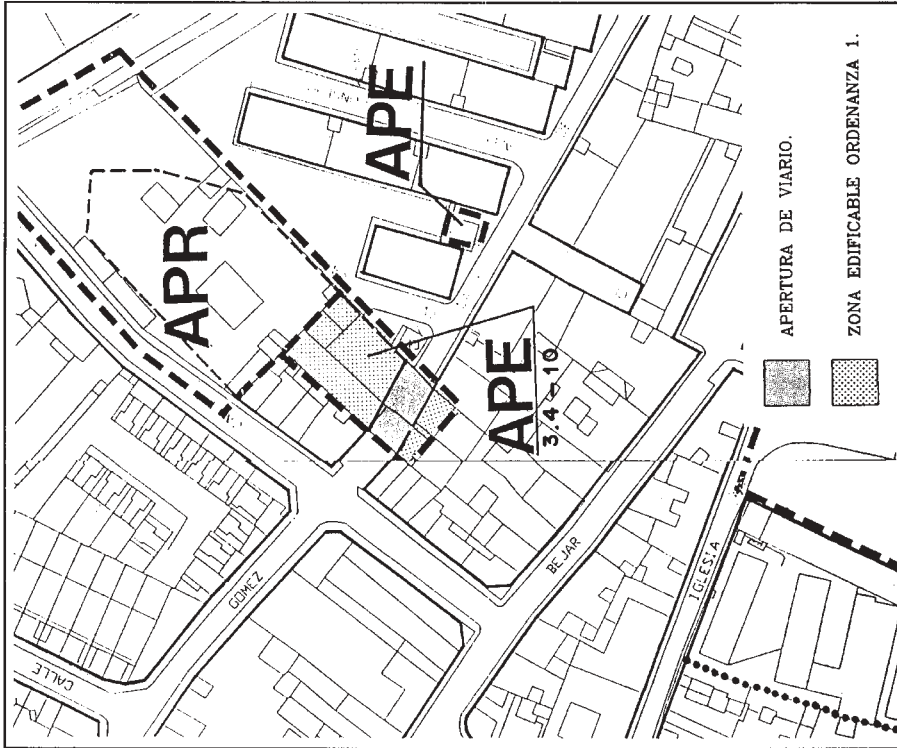 APR
APE
APE
3.4-10
CALLE
GOMEZ
BEJAR
IGLESIA
APERTURA DE VIARIO.
ZONA EDIFICABLE ORDENANZA 1.